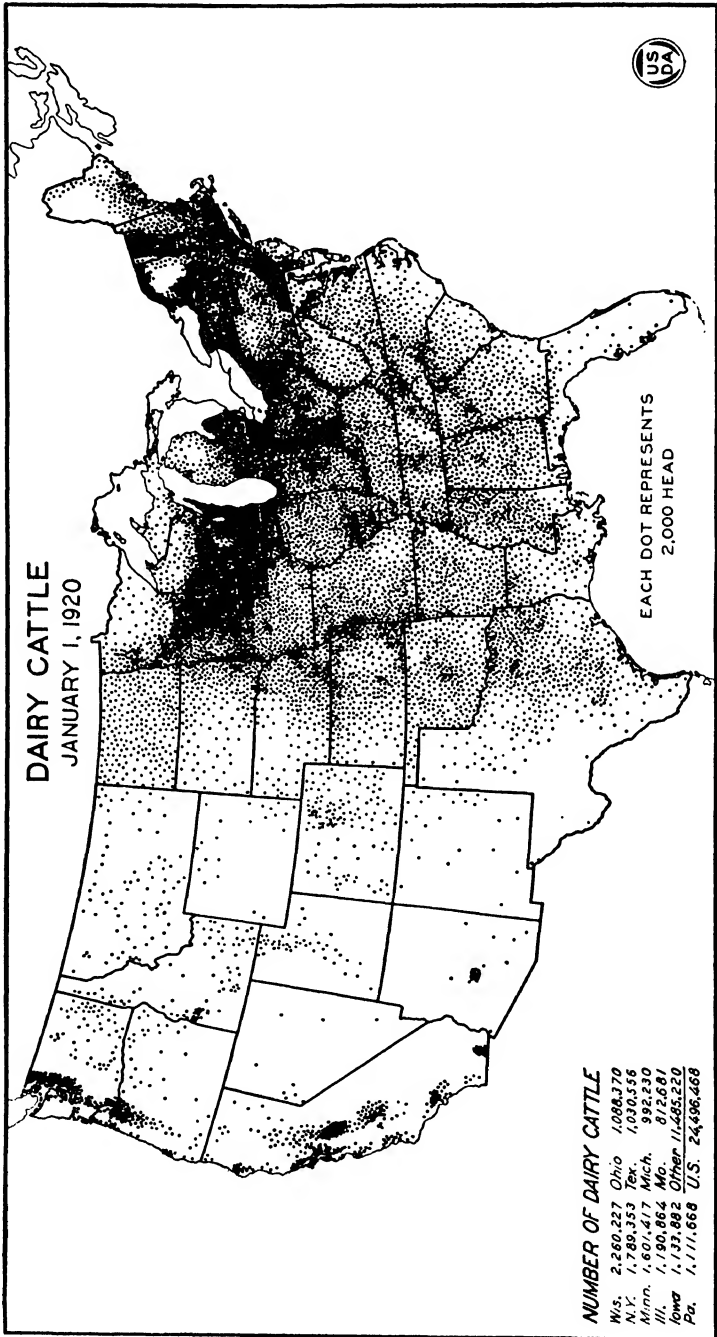 DAIRY CATTLE
JANUARY 1, 1920
EACH DOT REPRESENTS
2,000 HEAD
US
DA
NUMBER OF DAIRY CATTLE
Wis. 2,260,227 Ohio 1,088,370
N.Y. 1,789,353 Tex. 1,030,556
Minn. 1,601,417 Mich. 992,230
Ill. 1,190,864 Mo. 812,681
Iowa 1,133,882 Other 11,485,220
Pa. 1,111,668 U.S. 24,496,468